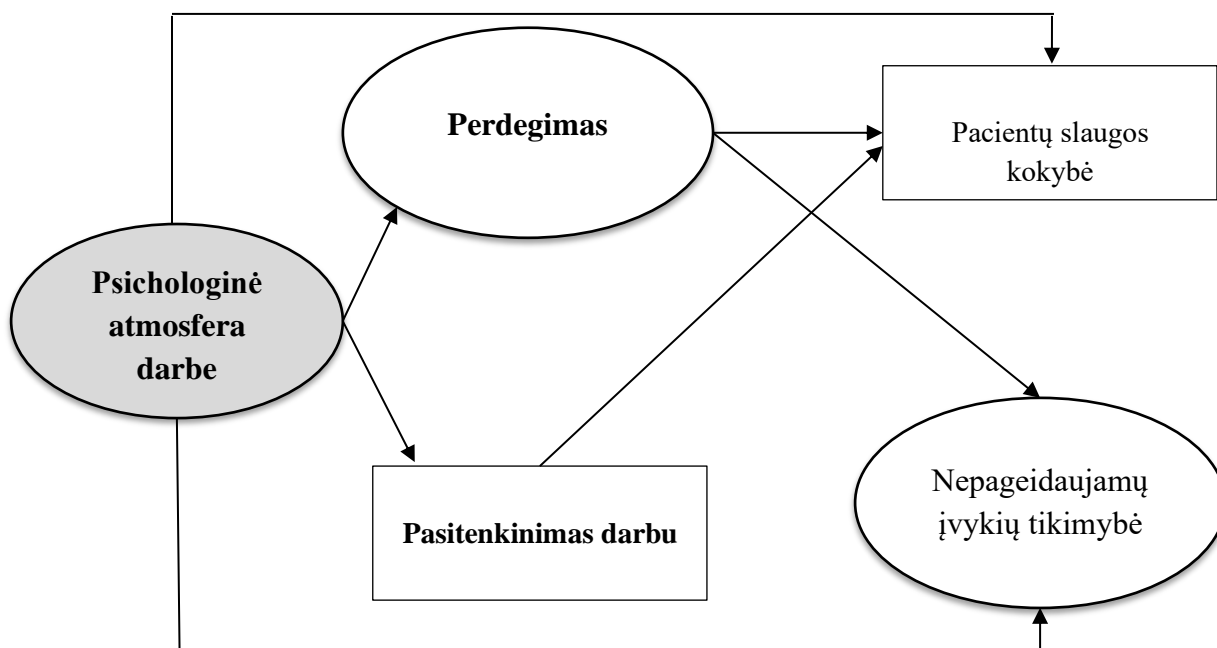 Perdegimas
Pacientų slaugos
kokybė
Psichologinė
atmosfera
darbe
Pasitenkinimas darbu
Nepageidaujamų
įvykių tikimybė